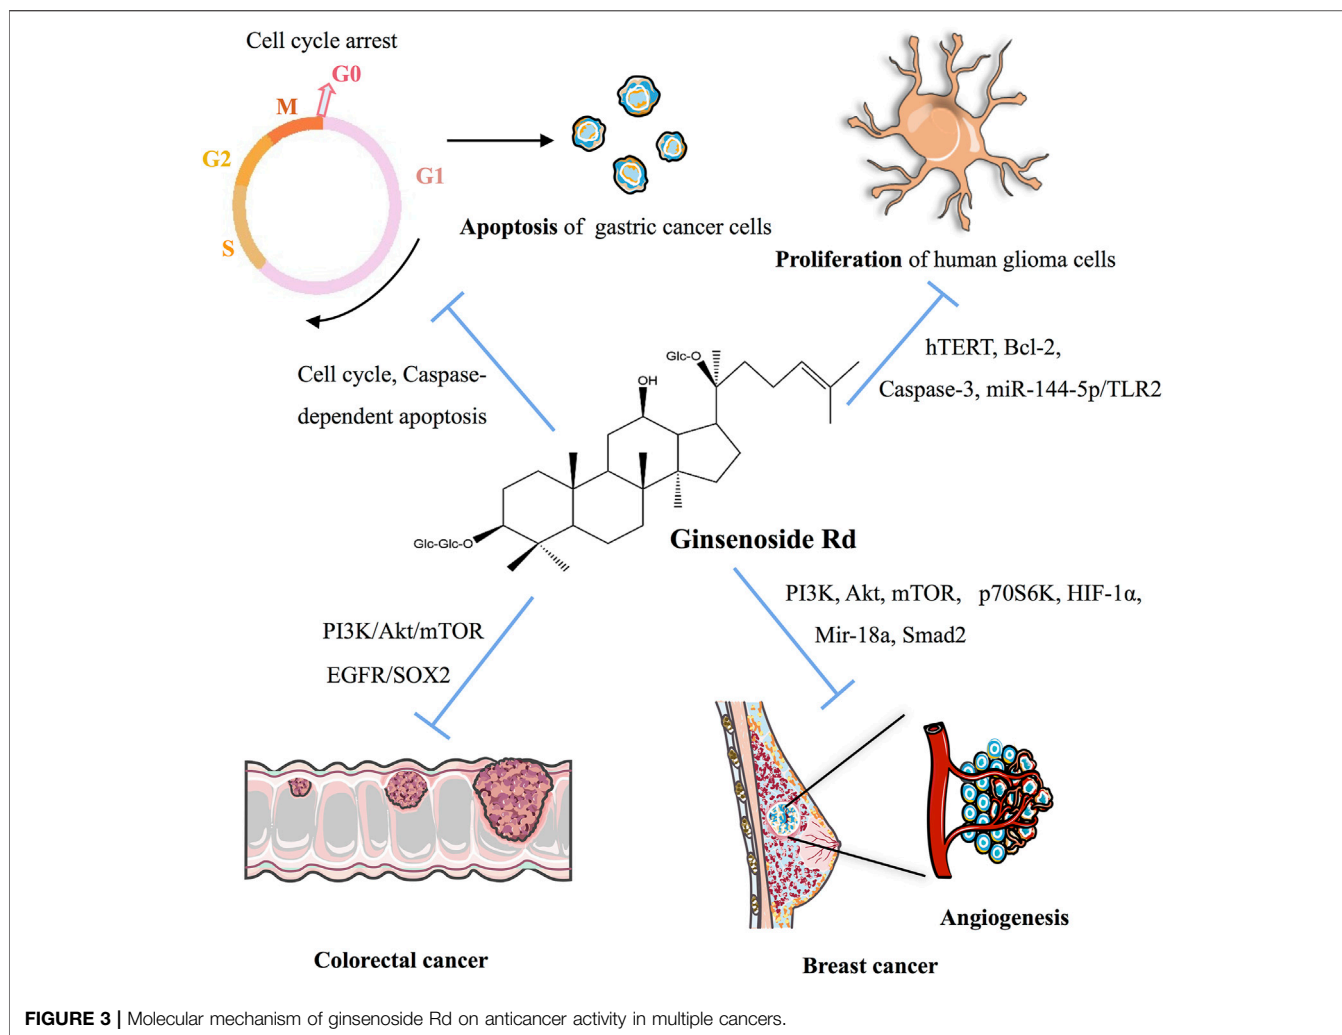 Cell cycle arrest
G0
M
G2
G1
S
Apoptosis of gastric cancer cells
Proliferation of human glioma cells
Cell cycle, Caspase-
dependent apoptosis
hTERT, Bcl-2,
Caspase-3, miR-144-5p/TLR2
Glc-O
OH
Glc-Glc-O
Ginsenoside Rd
PI3K/Akt/mTOR
EGFR/SOX2
PI3K, Akt, mTOR, p70S6K, HIF-1α,
Mir-18a, Smad2
Angiogenesis
Colorectal cancer
Breast cancer
FIGURE 3 | Molecular mechanism of ginsenoside Rd on anticancer activity in multiple cancers.